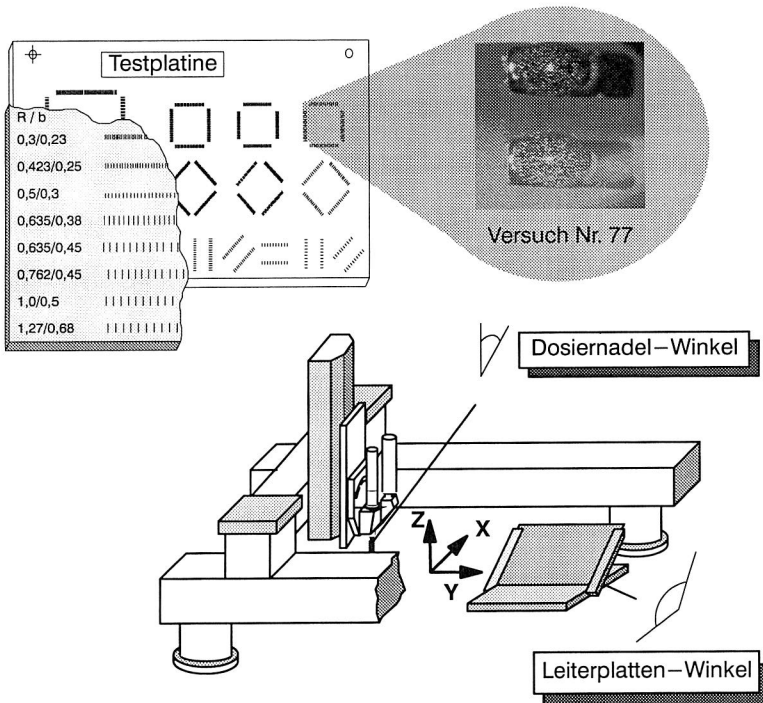 Testplatine
R / b
0,3/0,23
0,423/0,25
0,5/0,3
0,635/0,38
0,635/0,45
0,762/0,45
1,0/0,5
1,27/0,68
Versuch Nr. 77
Dosiernadel–Winkel
Z
X
Y
Leiterplatten–Winkel